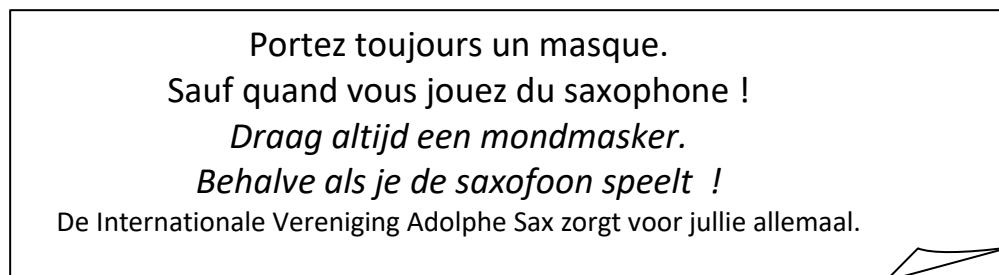 Portez toujours un masque.
Sauf quand vous jouez du saxophone !
Draag altijd een mondmasker.
Behalve als je de saxofoon speelt  !
De Internationale Vereniging Adolphe Sax zorgt voor jullie allemaal.